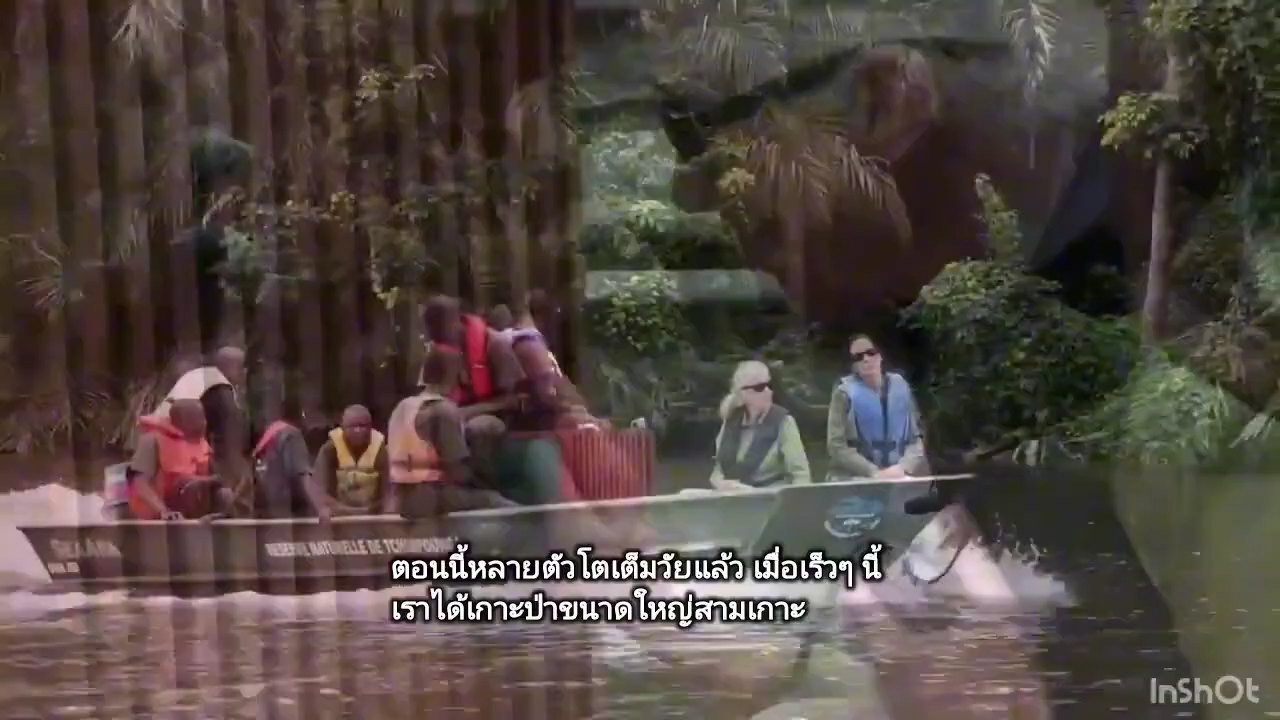 SEAARK
RESERVE NATURELLE DE TCHIMPOUNGA
ตอนนี้หลายตัวโตเต็มวัยแล้ว เมื่อเร็วๆ นี้
เราได้เกาะป่าขนาดใหญ่สามเกาะ
InShOt